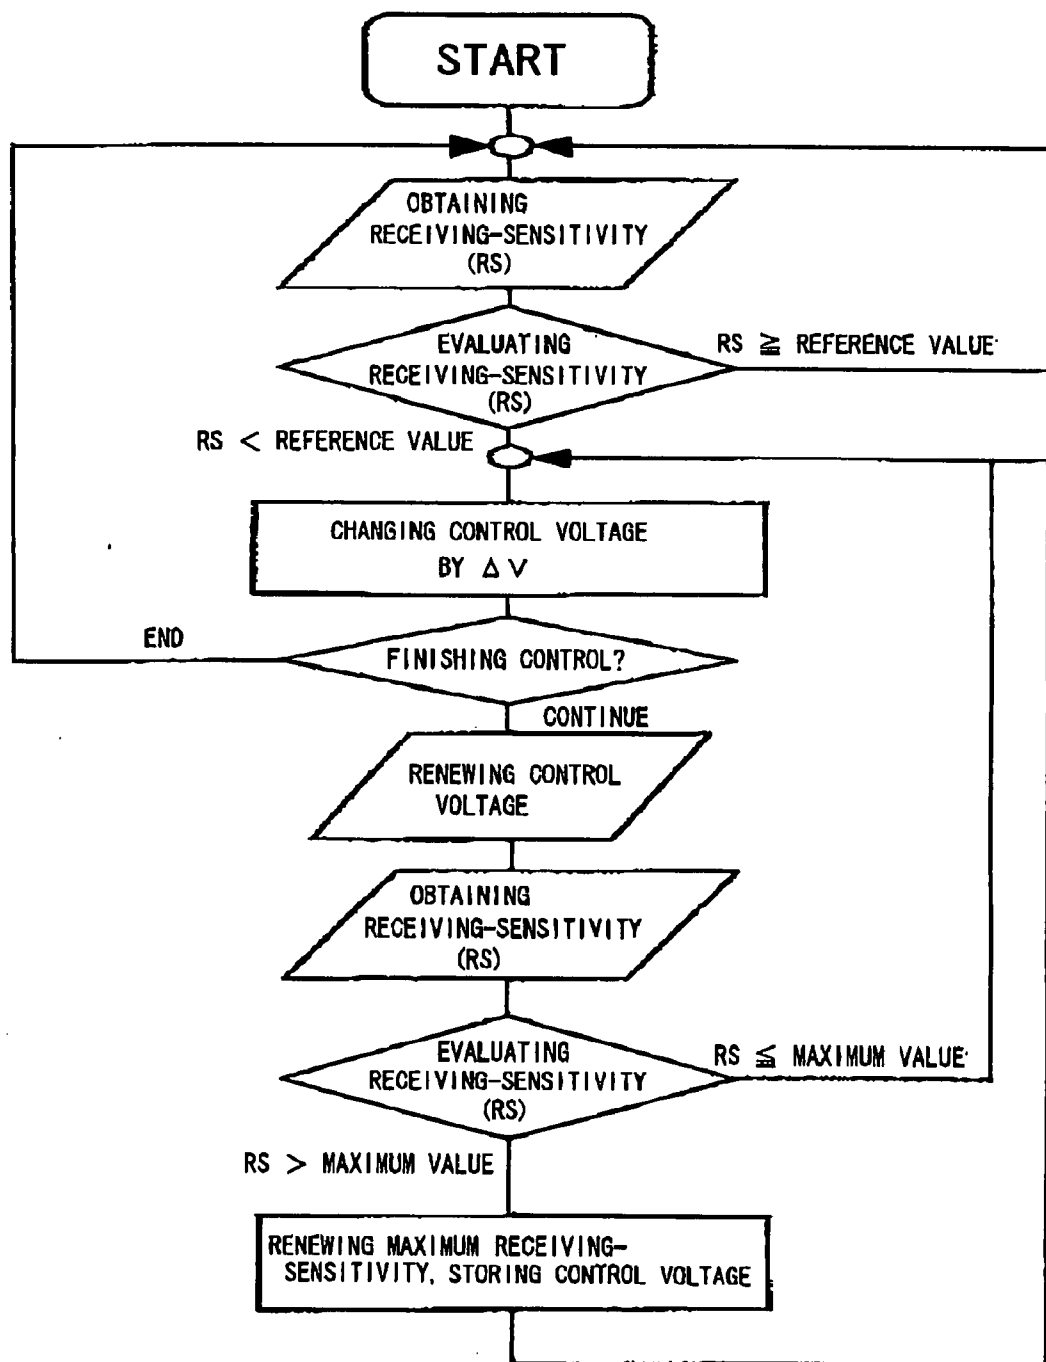 START
OBTAINING
RECEIVING-SENSITIVITY
(RS)
EVALUATING
RECEIVING-SENSITIVITY
(RS)
RS ≧ REFERENCE VALUE
RS < REFERENCE VALUE
CHANGING CONTROL VOLTAGE
BY Δ V
END
FINISHING CONTROL?
CONTINUE
RENEWING CONTROL
VOLTAGE
OBTAINING
RECEIVING-SENSITIVITY
(RS)
EVALUATING
RECEIVING-SENSITIVITY
(RS)
RS ≦ MAXIMUM VALUE
RS > MAXIMUM VALUE
RENEWING MAXIMUM RECEIVING-
SENSITIVITY, STORING CONTROL VOLTAGE